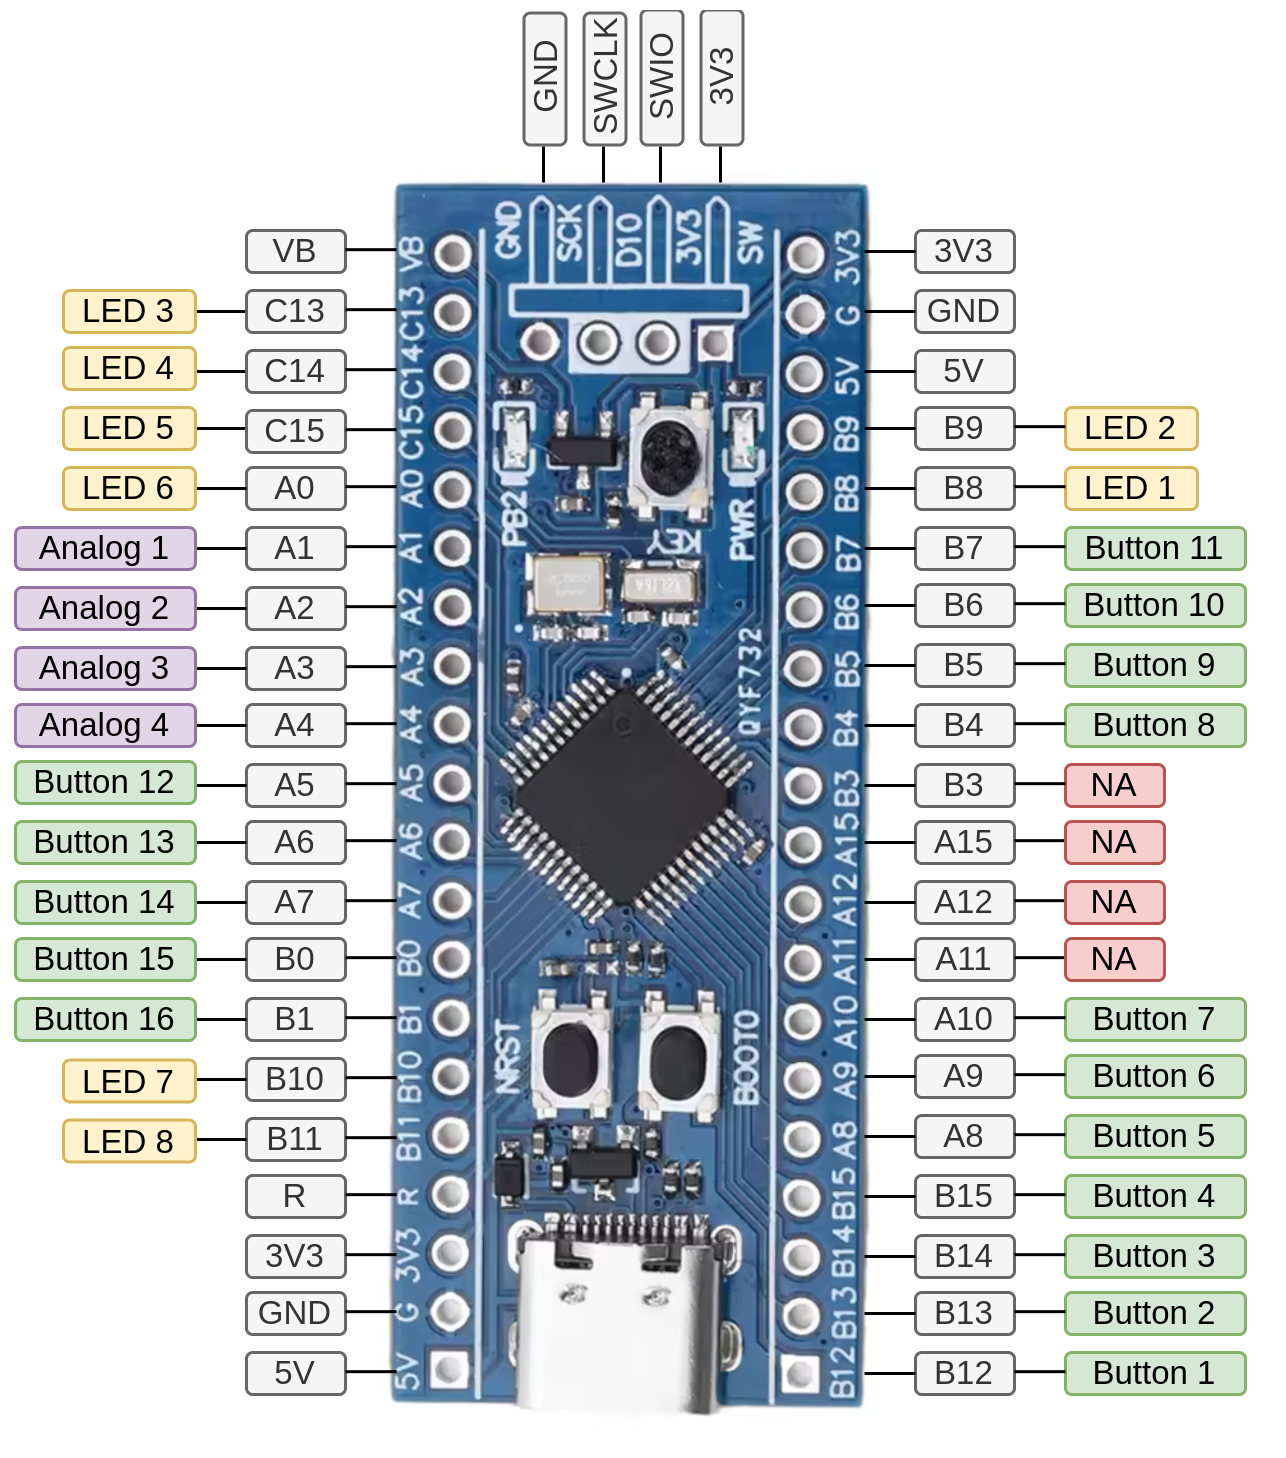 GND
SWCLK
SWIO
3V3
GND
SCK
D10
3V3
SW
VB
VB
3V3
3V3
LED 3
C13
C13
G
GND
LED 4
C14
C14
5V
5V
LED 5
C15
C15
B9
B9
LED 2
LED 6
A0
A0
B8
B8
LED 1
PB2
PWR
KEY
Analog 1
A1
A1
B7
B7
Button 11
Analog 2
A2
A2
B6
B6
Button 10
Analog 3
A3
A3
B5
B5
Button 9
QYF732
Analog 4
A4
A4
B4
B4
Button 8
Button 12
A5
A5
B3
B3
NA
Button 13
A6
A6
A15
A15
NA
Button 14
A7
A7
A12
A12
NA
Button 15
B0
B0
A11
A11
NA
Button 16
B1
B1
A10
A10
Button 7
NRST
BOOT0
LED 7
B10
B10
A9
A9
Button 6
LED 8
B11
B11
A8
A8
Button 5
R
R
B15
B15
Button 4
3V3
3V3
B14
B14
Button 3
GND
G
B13
B13
Button 2
5V
5V
B12
B12
Button 1